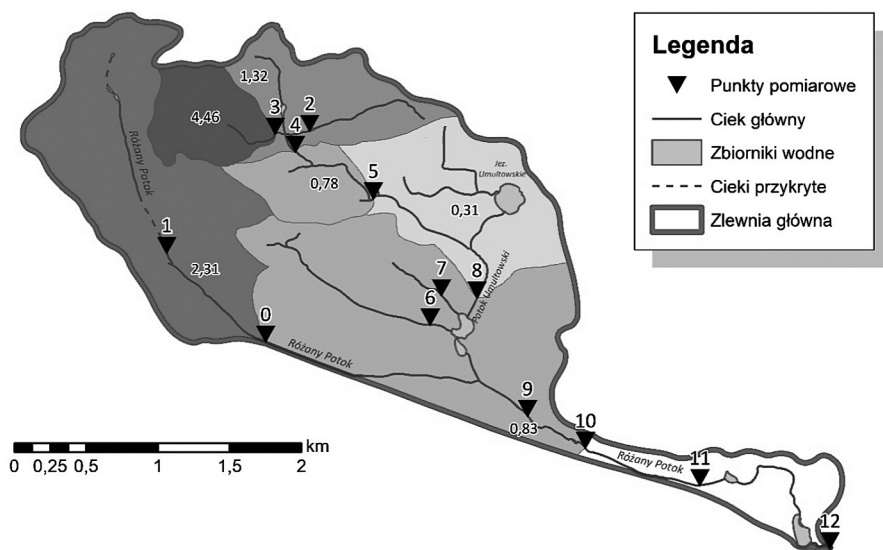 Legenda
Punkty pomiarowe
Ciek główny
Zbiorniki wodne
Cieki przykryte
Zlewnia główna
1,32
4,46
3
2
4
Różany Potok
5
0,78
Jez.
Umultowskie
0,31
1
2,31
7
8
Potok Umultowski
6
0
Różany Potok
9
0,83
10
Różany Potok
11
12
km
0
0,25
0,5
1
1,5
2